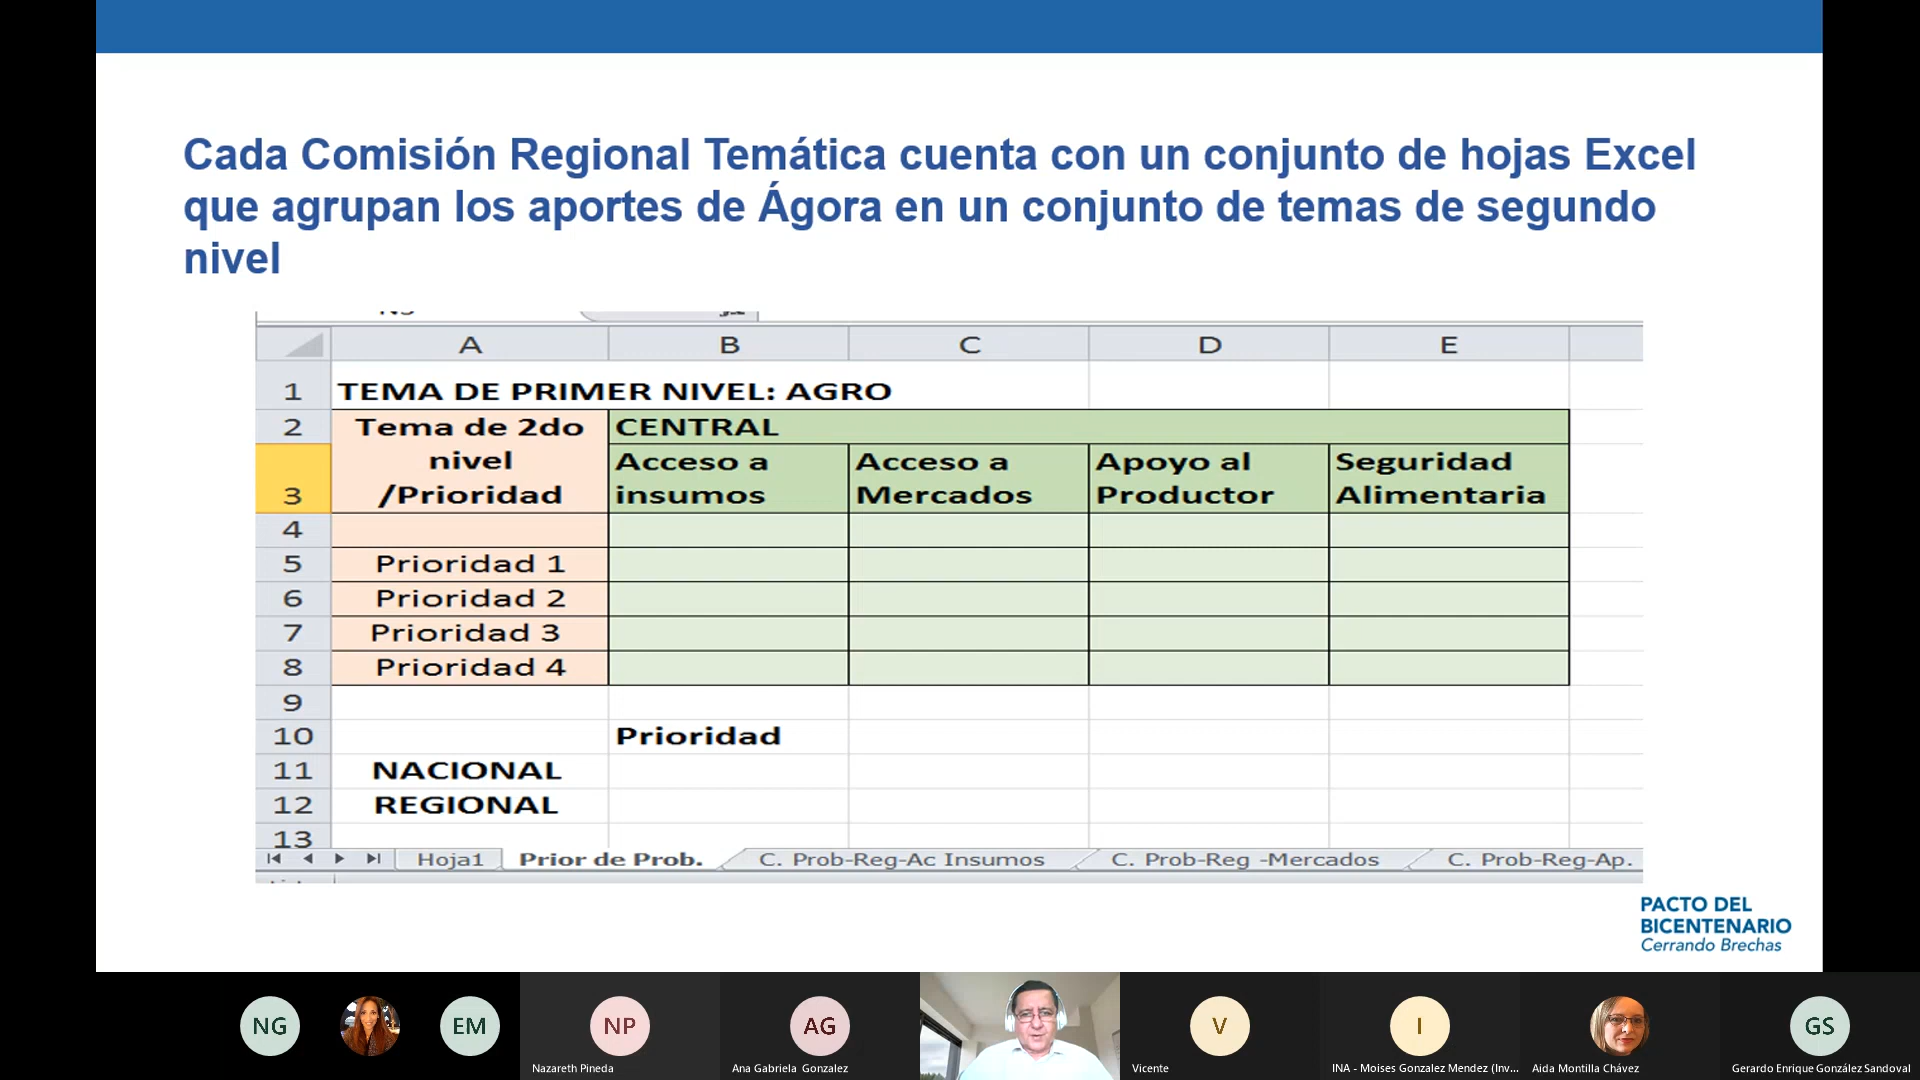 Cada Comisión Regional Temática cuenta con un conjunto de hojas Excel
que agrupan los aportes de Ágora en un conjunto de temas de segundo
nivel
A B C D E
1 TEMA DE PRIMER NIVEL: AGRO
2 Tema de 2do CENTRAL
nivel Acceso a Acceso a Apoyo al Seguridad
3 /Prioridad insumos Mercados Productor Alimentaria
4
5 Prioridad 1
6 Prioridad 2
7 Prioridad 3
8 Prioridad 4
9
10 Prioridad
11 NACIONAL
12 REGIONAL
13
Hoja1 Prior de Prob. C. Prob-Reg-Ac Insumos C. Prob-Reg -Mercados C. Prob-Reg-Ap.
PACTO DEL
BICENTENARIO
Cerrando Brechas
NG EM NP AG V I GS
Nazareth Pineda Ana Gabriela Gonzalez Vicente INA - Moises Gonzalez Mendez (Inv... Aida Montilla Chávez Gerardo Enrique González Sandoval